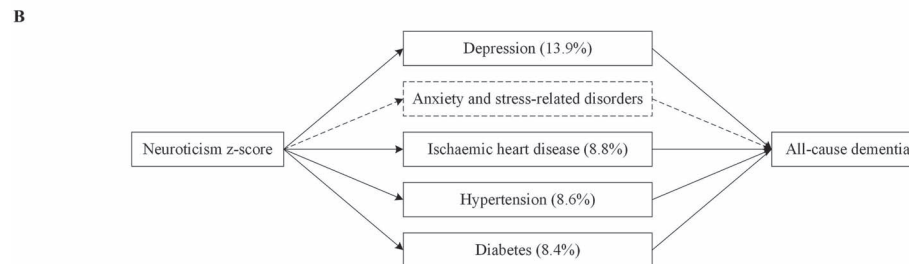 B
Depression (13.9%)
Anxiety and stress-related disorders
Neuroticism z-score
Ischaemic heart disease (8.8%)
All-cause dementia
Hypertension (8.6%)
Diabetes (8.4%)